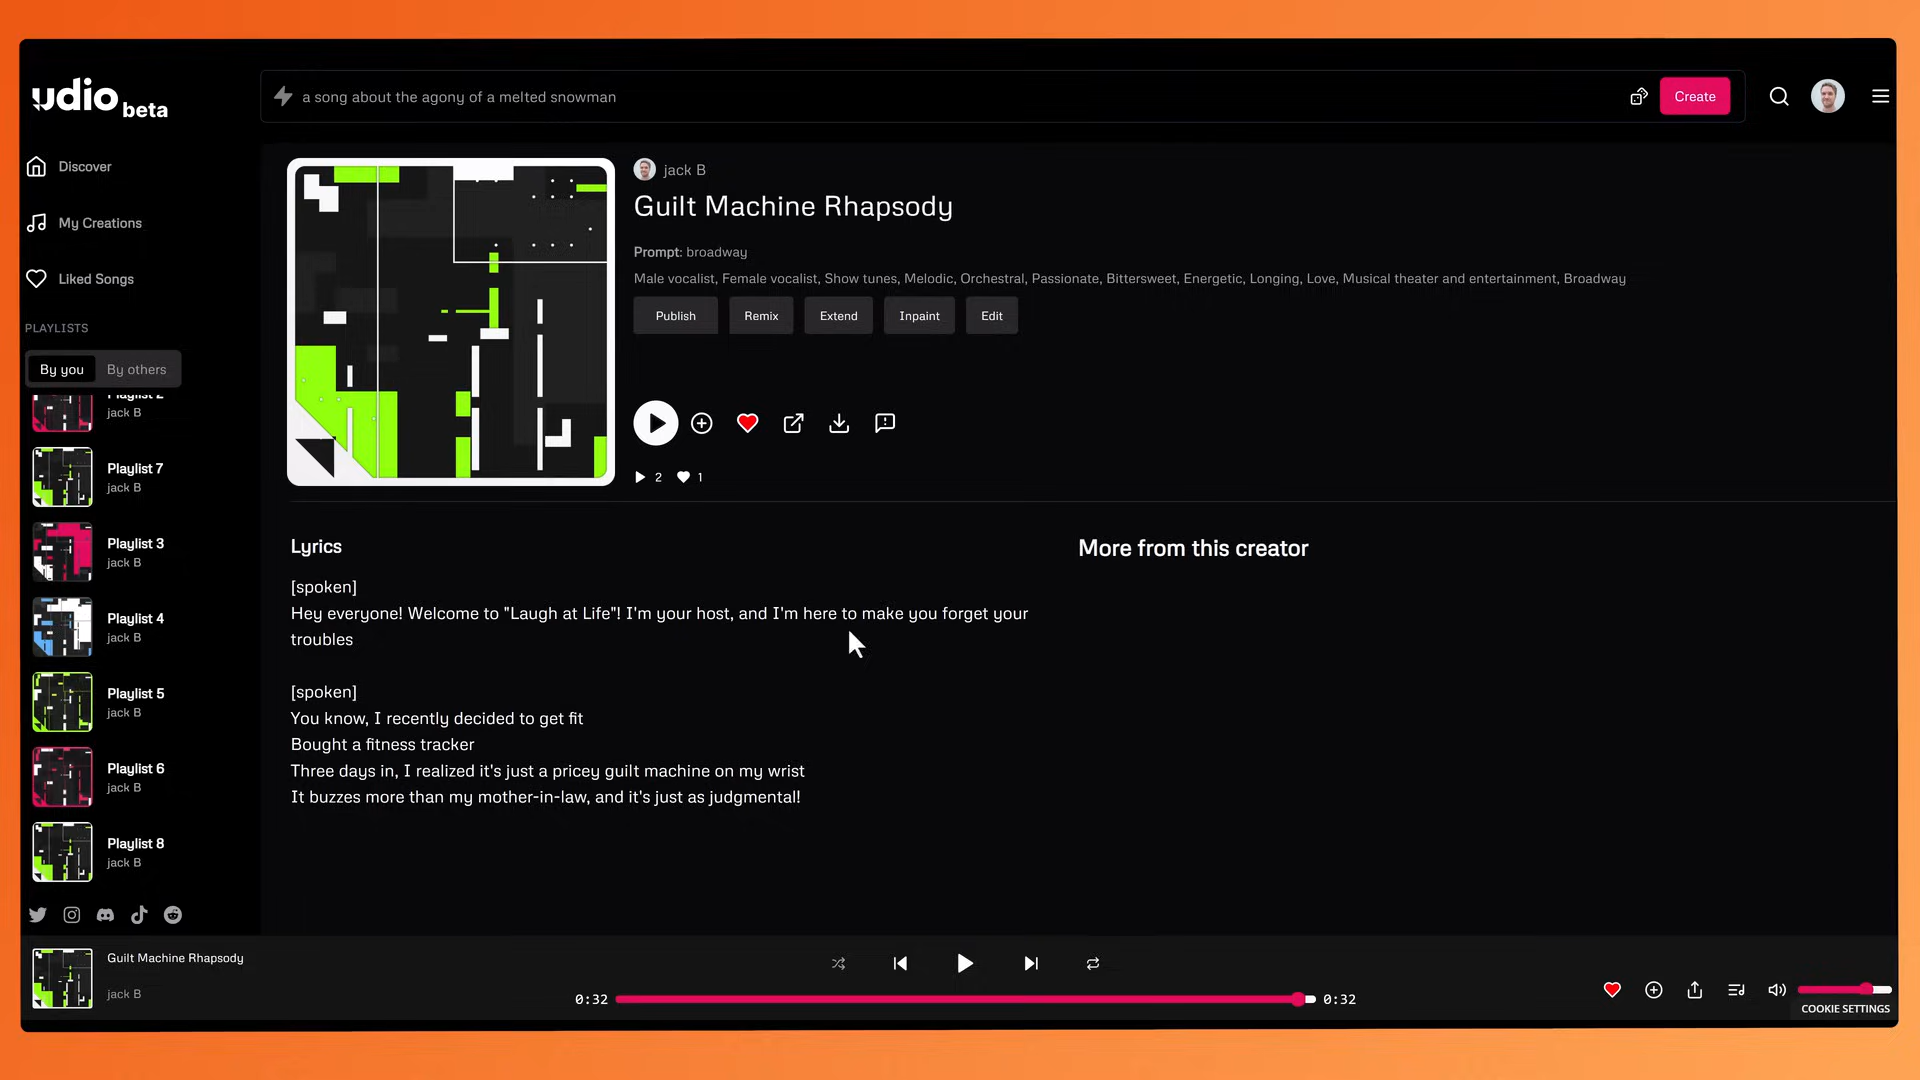 udio beta
a song about the agony of a melted snowman
Create
Discover
My Creations
Liked Songs
PLAYLISTS
By you
By others
Playlist 2
jack B
Playlist 7
jack B
Playlist 3
jack B
Playlist 4
jack B
Playlist 5
jack B
Playlist 6
jack B
Playlist 8
jack B
jack B
Guilt Machine Rhapsody
Prompt: broadway
Male vocalist, Female vocalist, Show tunes, Melodic, Orchestral, Passionate, Bittersweet, Energetic, Longing, Love, Musical theater and entertainment, Broadway
Publish
Remix
Extend
Inpaint
Edit
2
1
Lyrics
[spoken]
Hey everyone! Welcome to "Laugh at Life"! I'm your host, and I'm here to make you forget your
troubles
[spoken]
You know, I recently decided to get fit
Bought a fitness tracker
Three days in, I realized it's just a pricey guilt machine on my wrist
It buzzes more than my mother-in-law, and it's just as judgmental!
More from this creator
Guilt Machine Rhapsody
jack B
0:32
0:32
COOKIE SETTINGS